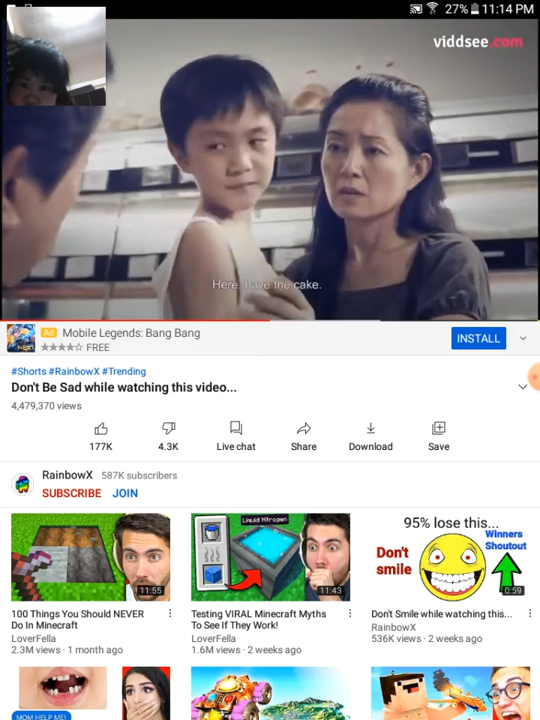 27% 11:14 PM
viddsee.com
Here, have the cake.
Ad Mobile Legends: Bang Bang
FREE
INSTALL
#Shorts #RainbowX #Trending
Don't Be Sad while watching this video...
4,479,370 views
177K 4.3K Live chat Share Download Save
RainbowX 587K subscribers
SUBSCRIBE JOIN
11:55
Liquid Nitrogen
11:43
95% lose this...
Don't
smile
Winners
Shoutout
0:59
100 Things You Should NEVER
Do In Minecraft
LoverFella
2.3M views · 1 month ago
Testing VIRAL Minecraft Myths
To See If They Work!
LoverFella
1.6M views · 2 weeks ago
Don't Smile while watching this...
RainbowX
536K views · 2 weeks ago
MOM HELP ME!